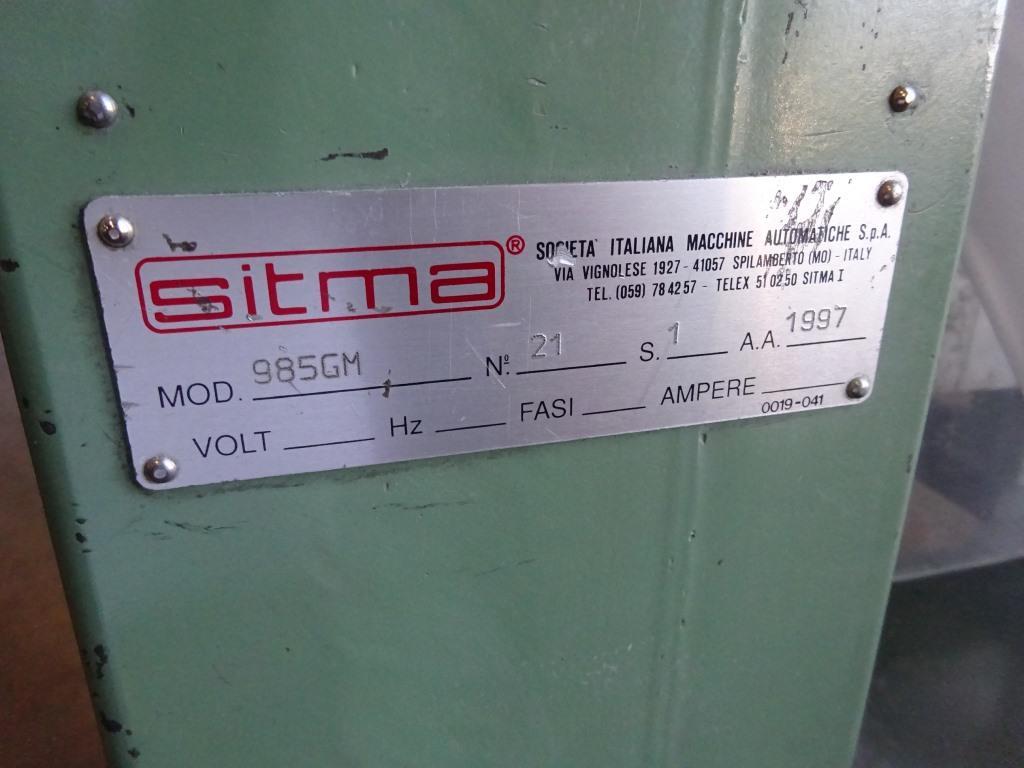 sitma®
SOCIETA' ITALIANA MACCHINE AUTOMATICHE S.p.A.
VIA VIGNOLESE 1927 - 41057 SPILAMBERTO (MO) - ITALY
TEL. (059) 78 42 57 - TELEX 51 02 50 SITMA I
MOD. 985GM Nº. 21 S. 1 A.A. 1997
VOLT Hz FASI AMPERE
0019-041